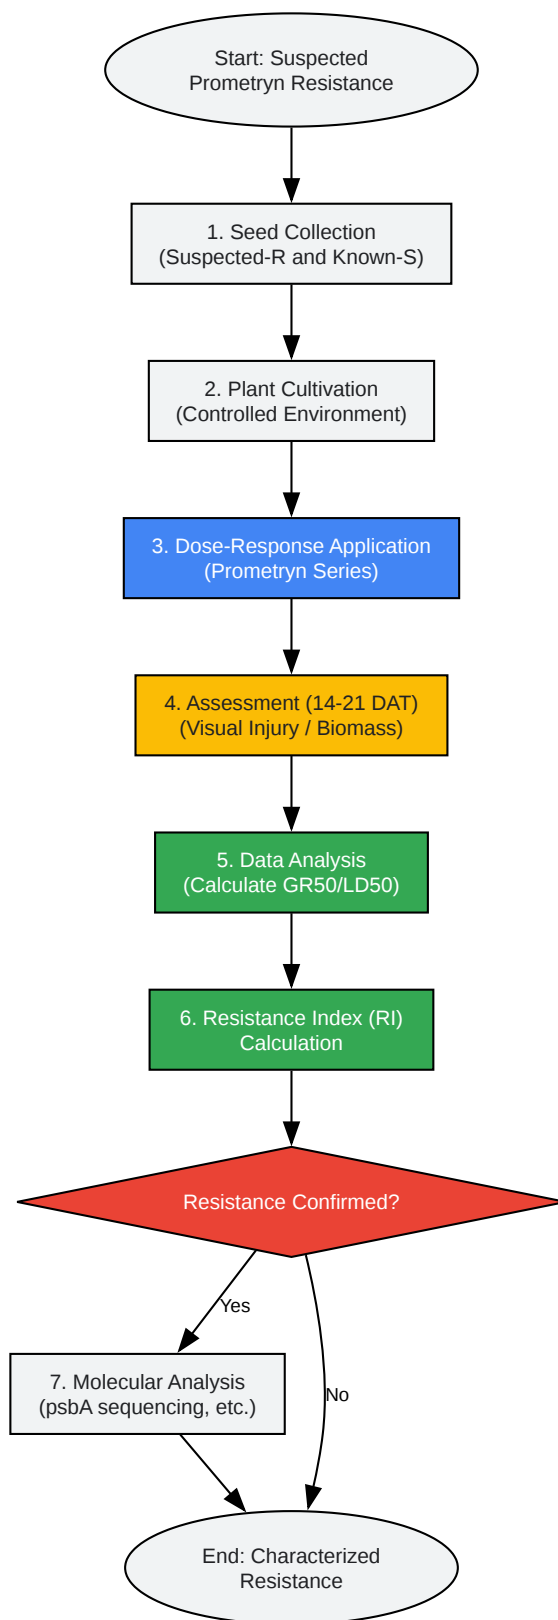 Start: Suspected
Prometryn Resistance
1. Seed Collection
(Suspected-R and Known-S)
2. Plant Cultivation
(Controlled Environment)
3. Dose-Response Application
(Prometryn Series)
4. Assessment (14-21 DAT)
(Visual Injury / Biomass)
5. Data Analysis
(Calculate GR50/LD50)
6. Resistance Index (RI)
Calculation
Resistance Confirmed?
Yes
7. Molecular Analysis
(psbA sequencing, etc.)
No
End: Characterized
Resistance